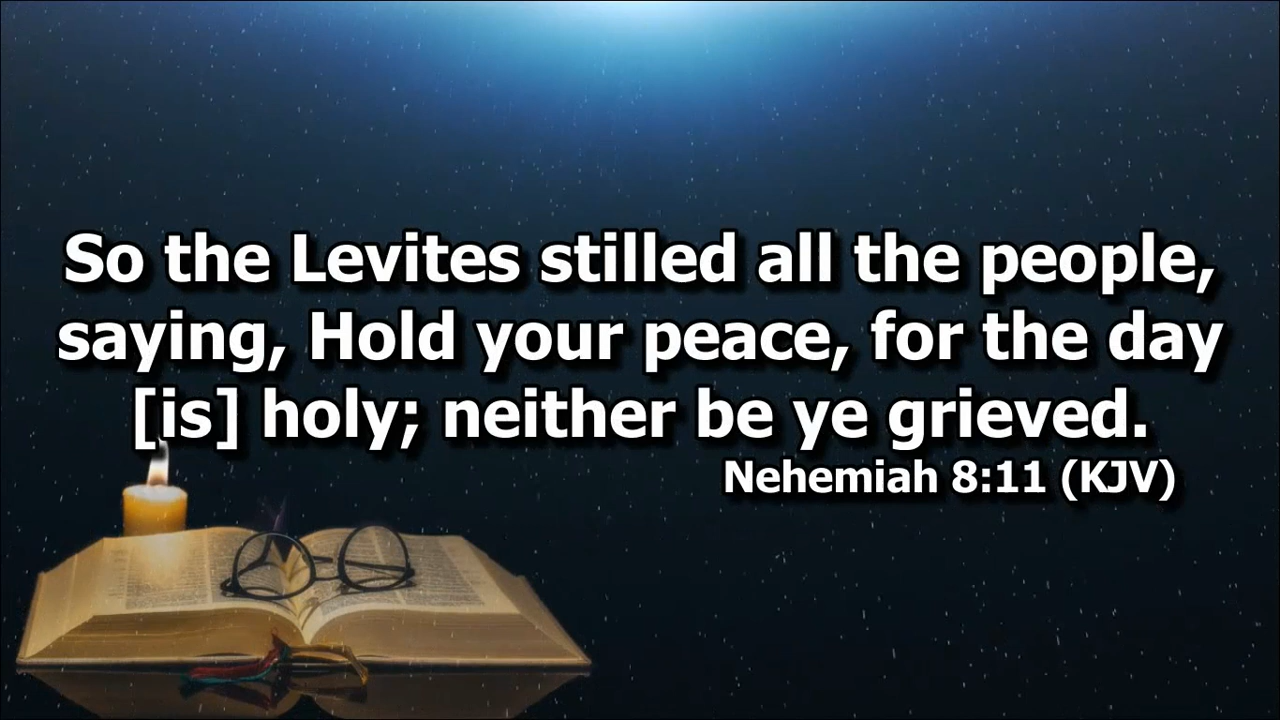 So the Levites stilled all the people,
saying, Hold your peace, for the day
[is] holy; neither be ye grieved.
Nehemiah 8:11 (KJV)